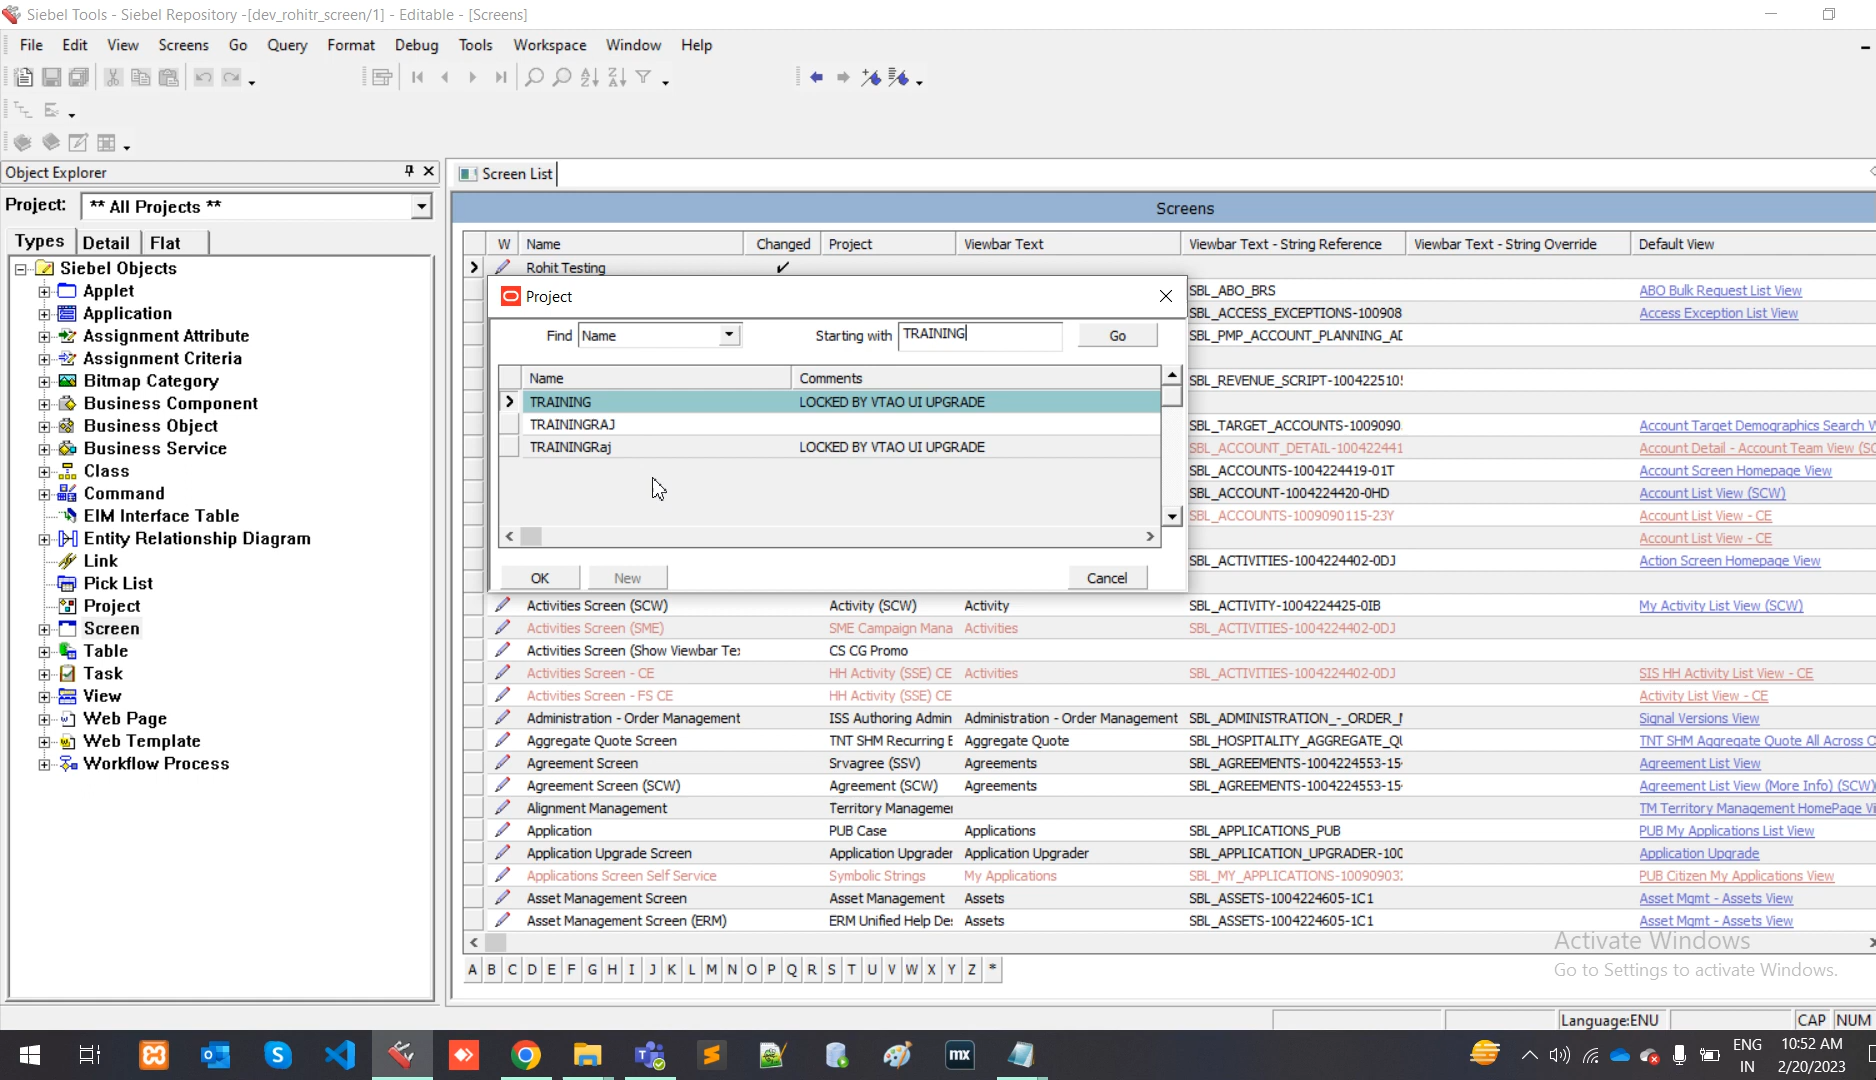 Siebel Tools - Siebel Repository -[dev_rohitr_screen/1] - Editable - [Screens]
File Edit View Screens Go Query Format Debug Tools Workspace Window Help
Object Explorer
Project: ** All Projects **
Types Detail Flat
Siebel Objects
Applet
Application
Assignment Attribute
Assignment Criteria
Bitmap Category
Business Component
Business Object
Business Service
Class
Command
EIM Interface Table
Entity Relationship Diagram
Link
Pick List
Project
Screen
Table
Task
View
Web Page
Web Template
Workflow Process
Screen List
Screens
W Name Changed Project Viewbar Text Viewbar Text - String Reference Viewbar Text - String Override Default View
Rohit Testing
Project
Find Name Starting with TRAINING Go
Name Comments
TRAINING LOCKED BY VTAO UI UPGRADE
TRAININGRAJ
TRAININGRaj LOCKED BY VTAO UI UPGRADE
OK New Cancel
SBL_ABO_BRS ABO Bulk Request List View
SBL_ACCESS_EXCEPTIONS-100908 Access Exception List View
SBL_PMP_ACCOUNT_PLANNING_AD
SBL_REVENUE_SCRIPT-100422510
SBL_TARGET_ACCOUNTS-1009090 Account Target Demographics Search
SBL_ACCOUNT_DETAIL-100422441 Account Detail - Account Team View (SC
SBL_ACCOUNTS-1004224419-01T Account Screen Homepage View
SBL_ACCOUNT-1004224420-0HD Account List View (SCW)
SBL_ACCOUNTS-1009090115-23Y Account List View - CE
Account List View - CE
SBL_ACTIVITIES-1004224402-0DJ Action Screen Homepage View
Activities Screen (SCW) Activity (SCW) Activity SBL_ACTIVITY-1004224425-0IB My Activity List View (SCW)
Activities Screen (SME) SME Campaign Mana Activities SBL_ACTIVITIES-1004224402-0DJ
Activities Screen (Show Viewbar Te CS CG Promo
Activities Screen - CE HH Activity (SSE) CE Activities SBL_ACTIVITIES-1004224402-0DJ SIS HH Activity List View - CE
Activities Screen - FS CE HH Activity (SSE) CE Activity List View - CE
Administration - Order Management ISS Authoring Admin Administration - Order Management SBL_ADMINISTRATION_-_ORDER_ Signal Versions View
Aggregate Quote Screen TNT SHM Recurring E Aggregate Quote SBL_HOSPITALITY_AGGREGATE_QU TNT SHM Aggregate Quote All Across
Agreement Screen Srvagree (SSV) Agreements SBL_AGREEMENTS-1004224553-15 Agreement List View
Agreement Screen (SCW) Agreement (SCW) Agreements SBL_AGREEMENTS-1004224553-15 Agreement List View (More Info) (SCW)
Alignment Management Territory Managemen TM Territory Management HomePage Vi
Application PUB Case Applications SBL_APPLICATIONS_PUB PUB My Applications List View
Application Upgrade Screen Application Upgrader Application Upgrader SBL_APPLICATION_UPGRADER-100 Application Upgrade
Applications Screen Self Service Symbolic Strings My Applications SBL_MY_APPLICATIONS-10090903 PUB Citizen My Applications View
Asset Management Screen Asset Management Assets SBL_ASSETS-1004224605-1C1 Asset Mgmt - Assets View
Asset Management Screen (ERM) ERM Unified Help De Assets SBL_ASSETS-1004224605-1C1 Asset Mgmt - Assets View
A B C D E F G H I J K L M N O P Q R S T U V W X Y Z *
Activate Windows
Go to Settings to activate Windows.
Language:ENU CAP NUM
mx
ENG
IN
10:52 AM
2/20/2023